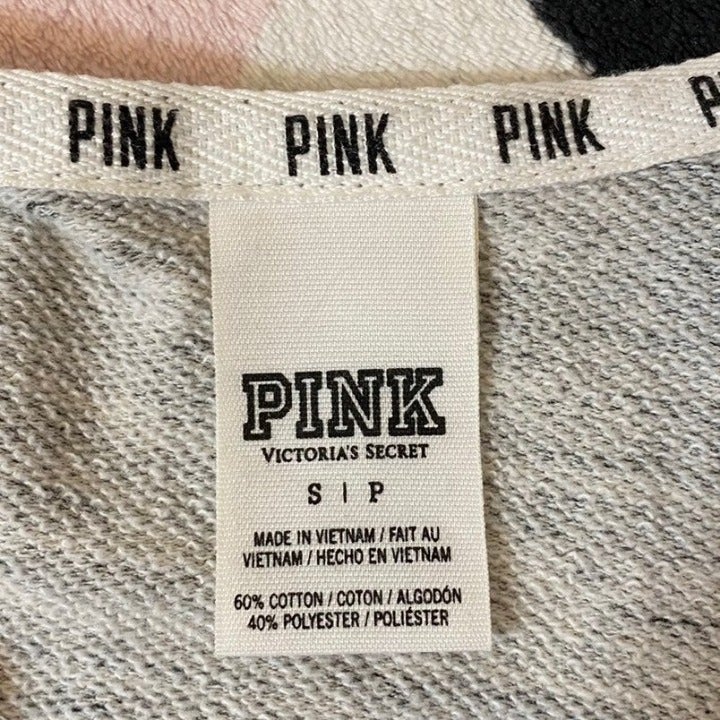 PINK PINK PINK P
PINK
VICTORIA'S SECRET
S | P
MADE IN VIETNAM / FAIT AU
VIETNAM / HECHO EN VIETNAM
60% COTTON / COTON / ALGODÓN
40% POLYESTER / POLIÉSTER